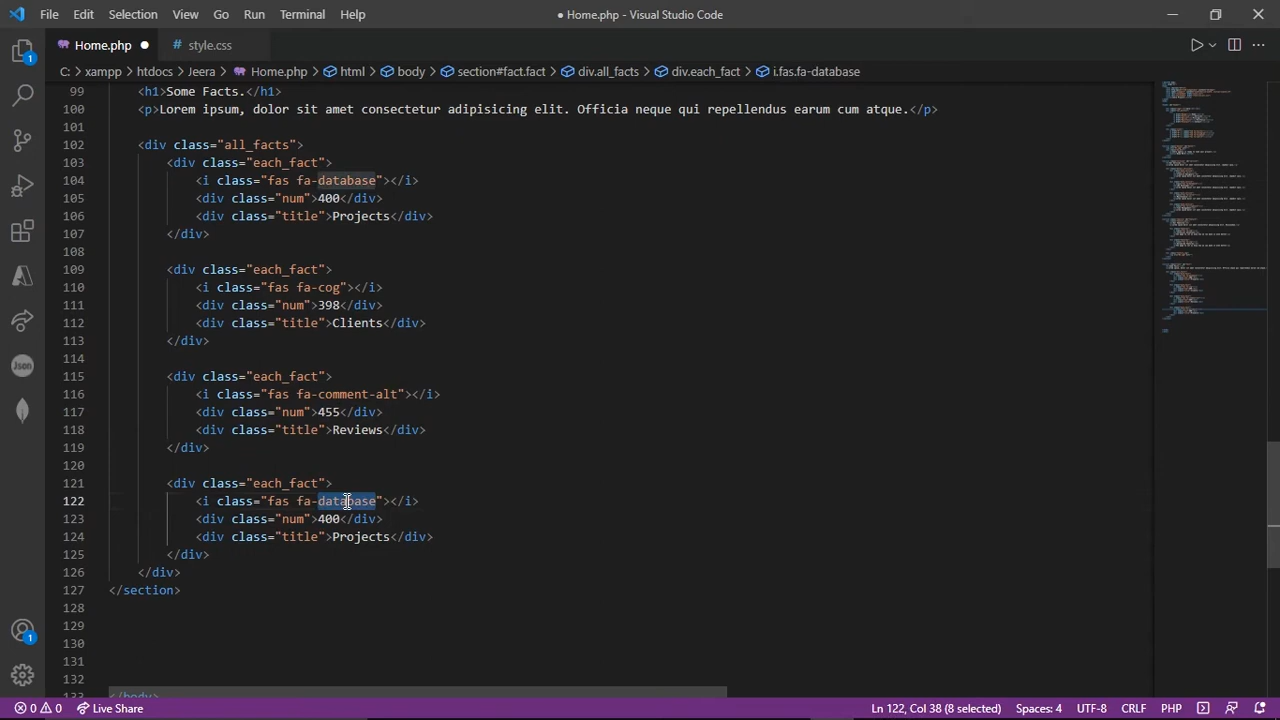 File Edit Selection View Go Run Terminal Help
● Home.php - Visual Studio Code
Home.php ● style.css
C: > xampp > htdocs > Jeera > Home.php > html > body > section#fact.fact > div.all_facts > div.each_fact > i.fas.fa-database
99 <h1>Some Facts.</h1>
100 <p>Lorem ipsum, dolor sit amet consectetur adipisicing elit. Officia neque qui repellendus earum cum atque.</p>
101
102 <div class="all_facts">
103 <div class="each_fact">
104 <i class="fas fa-database"></i>
105 <div class="num">400</div>
106 <div class="title">Projects</div>
107 </div>
108
109 <div class="each_fact">
110 <i class="fas fa-cog"></i>
111 <div class="num">398</div>
112 <div class="title">Clients</div>
113 </div>
114
115 <div class="each_fact">
116 <i class="fas fa-comment-alt"></i>
117 <div class="num">455</div>
118 <div class="title">Reviews</div>
119 </div>
120
121 <div class="each_fact">
122 <i class="fas fa-database"></i>
123 <div class="num">400</div>
124 <div class="title">Projects</div>
125 </div>
126 </div>
127 </section>
128
129
130
131
132
133 </body>
1
Json
1
0 0 Live Share
Ln 122, Col 38 (8 selected) Spaces: 4 UTF-8 CRLF PHP